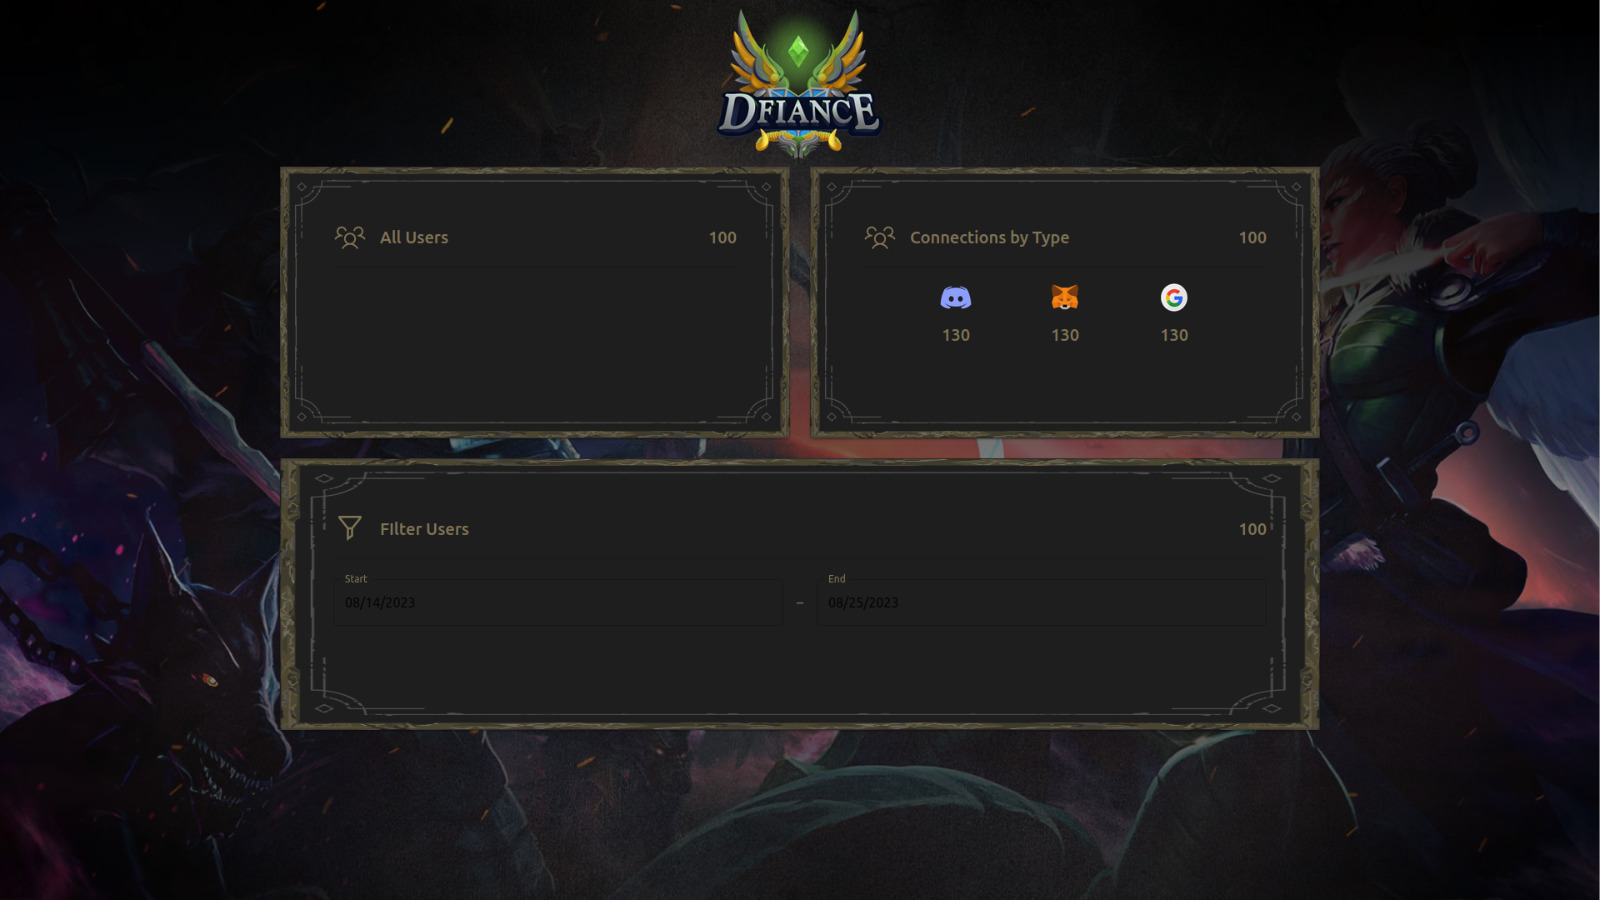 DFIANCE
All Users 100
Connections by Type 100
130 130 130
FIlter Users 100
Start End
08/14/2023 – 08/25/2023